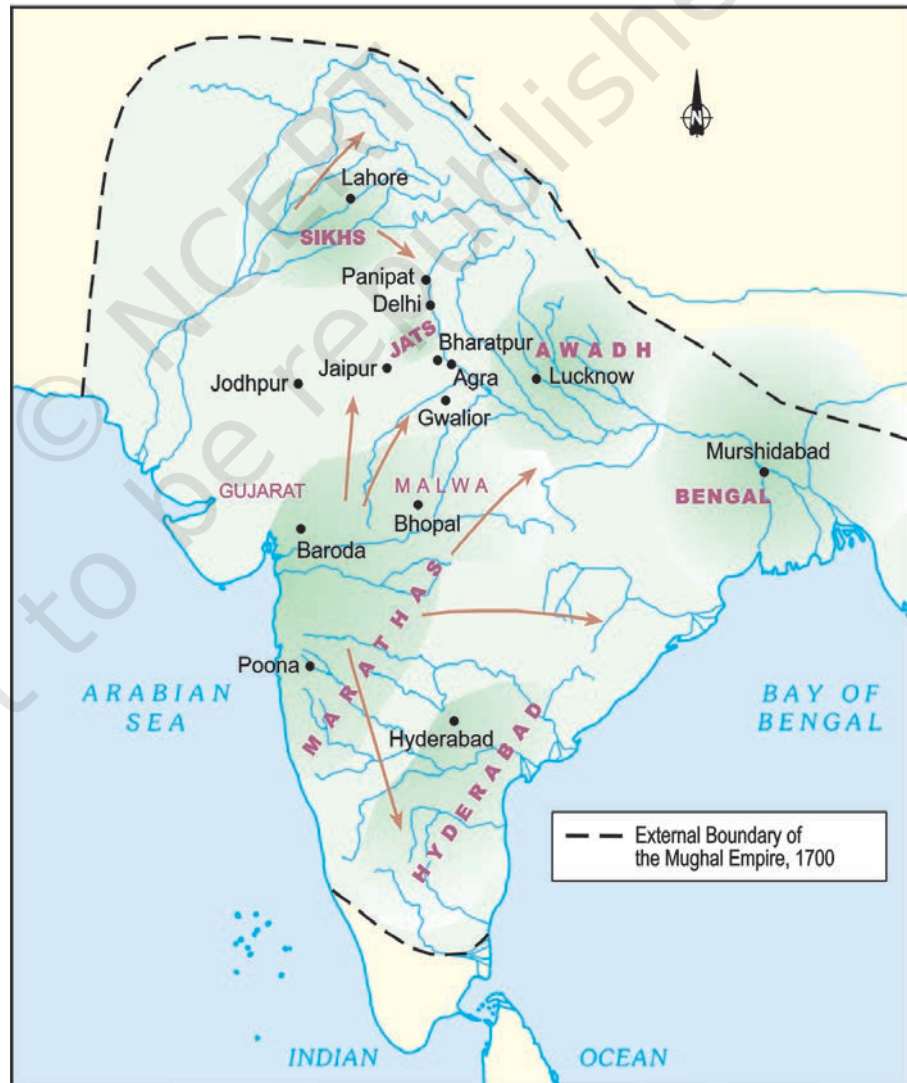 © NCERT
not to be republished
N
Lahore
SIKHS
Panipat
Delhi
JATS
Bharatpur
AWADH
Jaipur
Jodhpur
Agra
Lucknow
Gwalior
Murshidabad
GUJARAT
MALWA
BENGAL
Bhopal
Baroda
MARATHAS
Poona
ARABIAN
SEA
BAY OF
BENGAL
Hyderabad
HYDERABAD
External Boundary of
the Mughal Empire, 1700
INDIAN
OCEAN